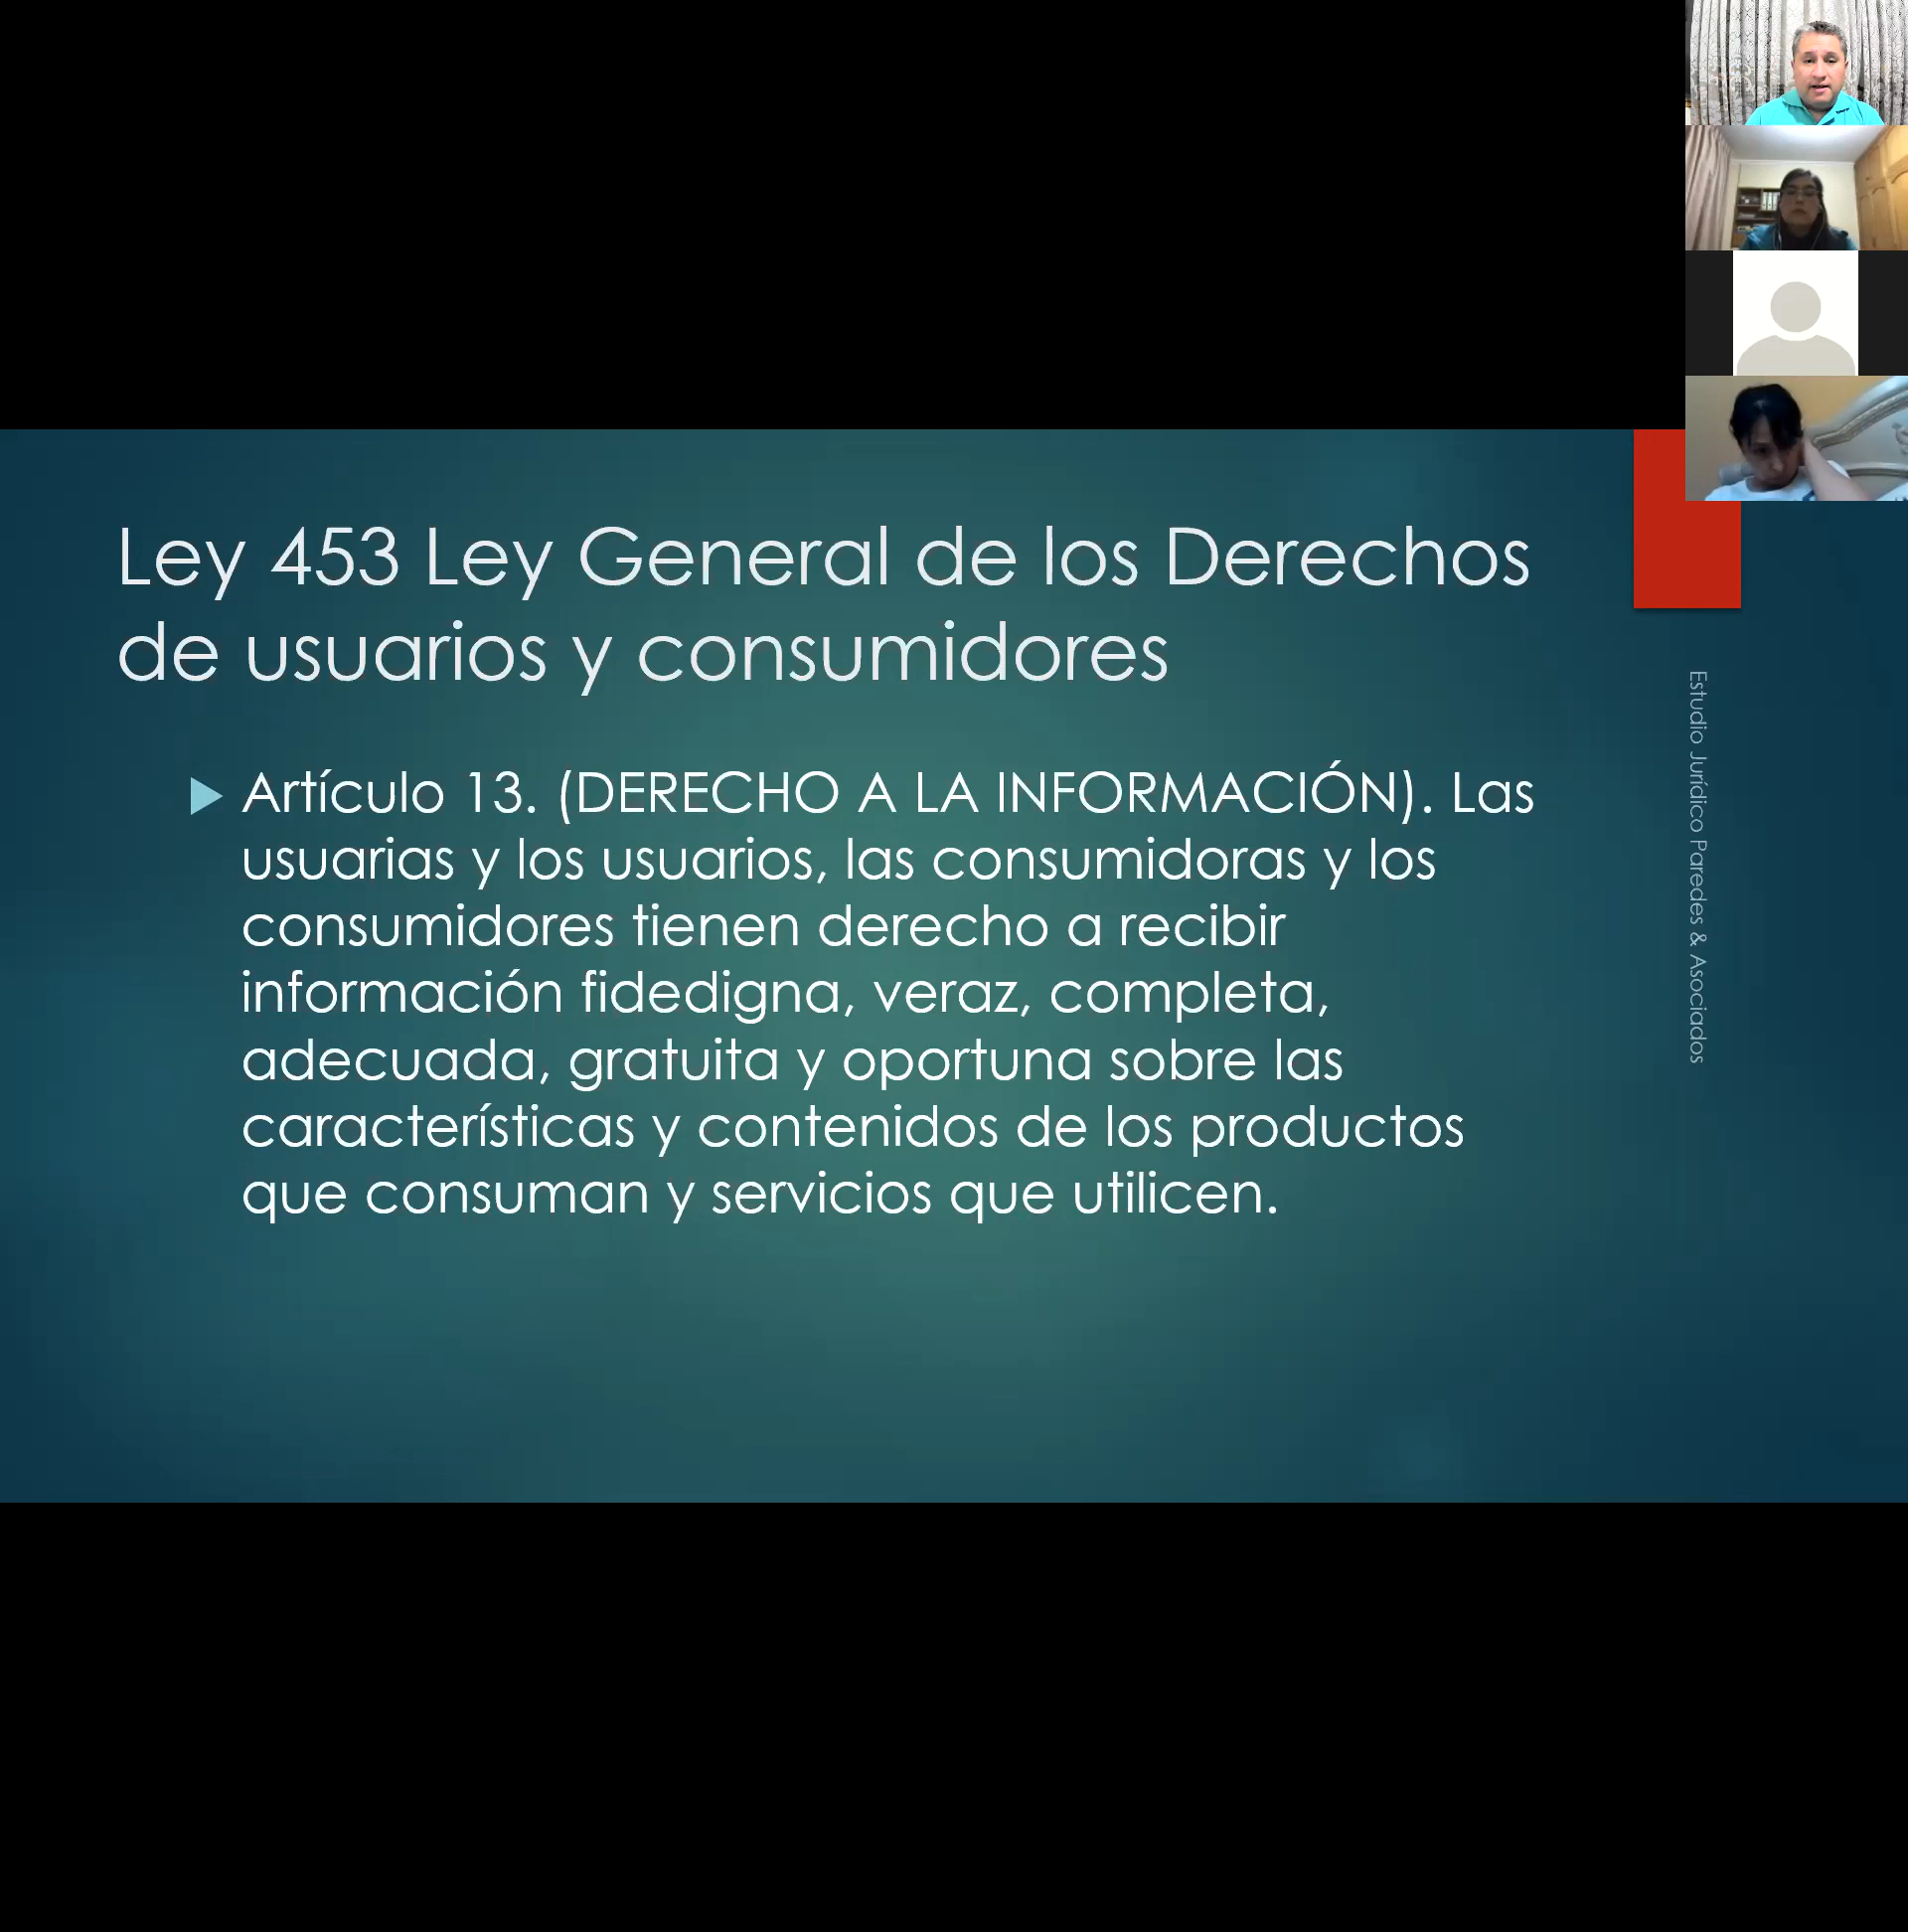 Ley 453 Ley General de los Derechos
de usuarios y consumidores
Artículo 13. (DERECHO A LA INFORMACIÓN). Las
usuarias y los usuarios, las consumidoras y los
consumidores tienen derecho a recibir
información fidedigna, veraz, completa,
adecuada, gratuita y oportuna sobre las
características y contenidos de los productos
que consuman y servicios que utilicen.
Estudio Jurídico Paredes & Asociados